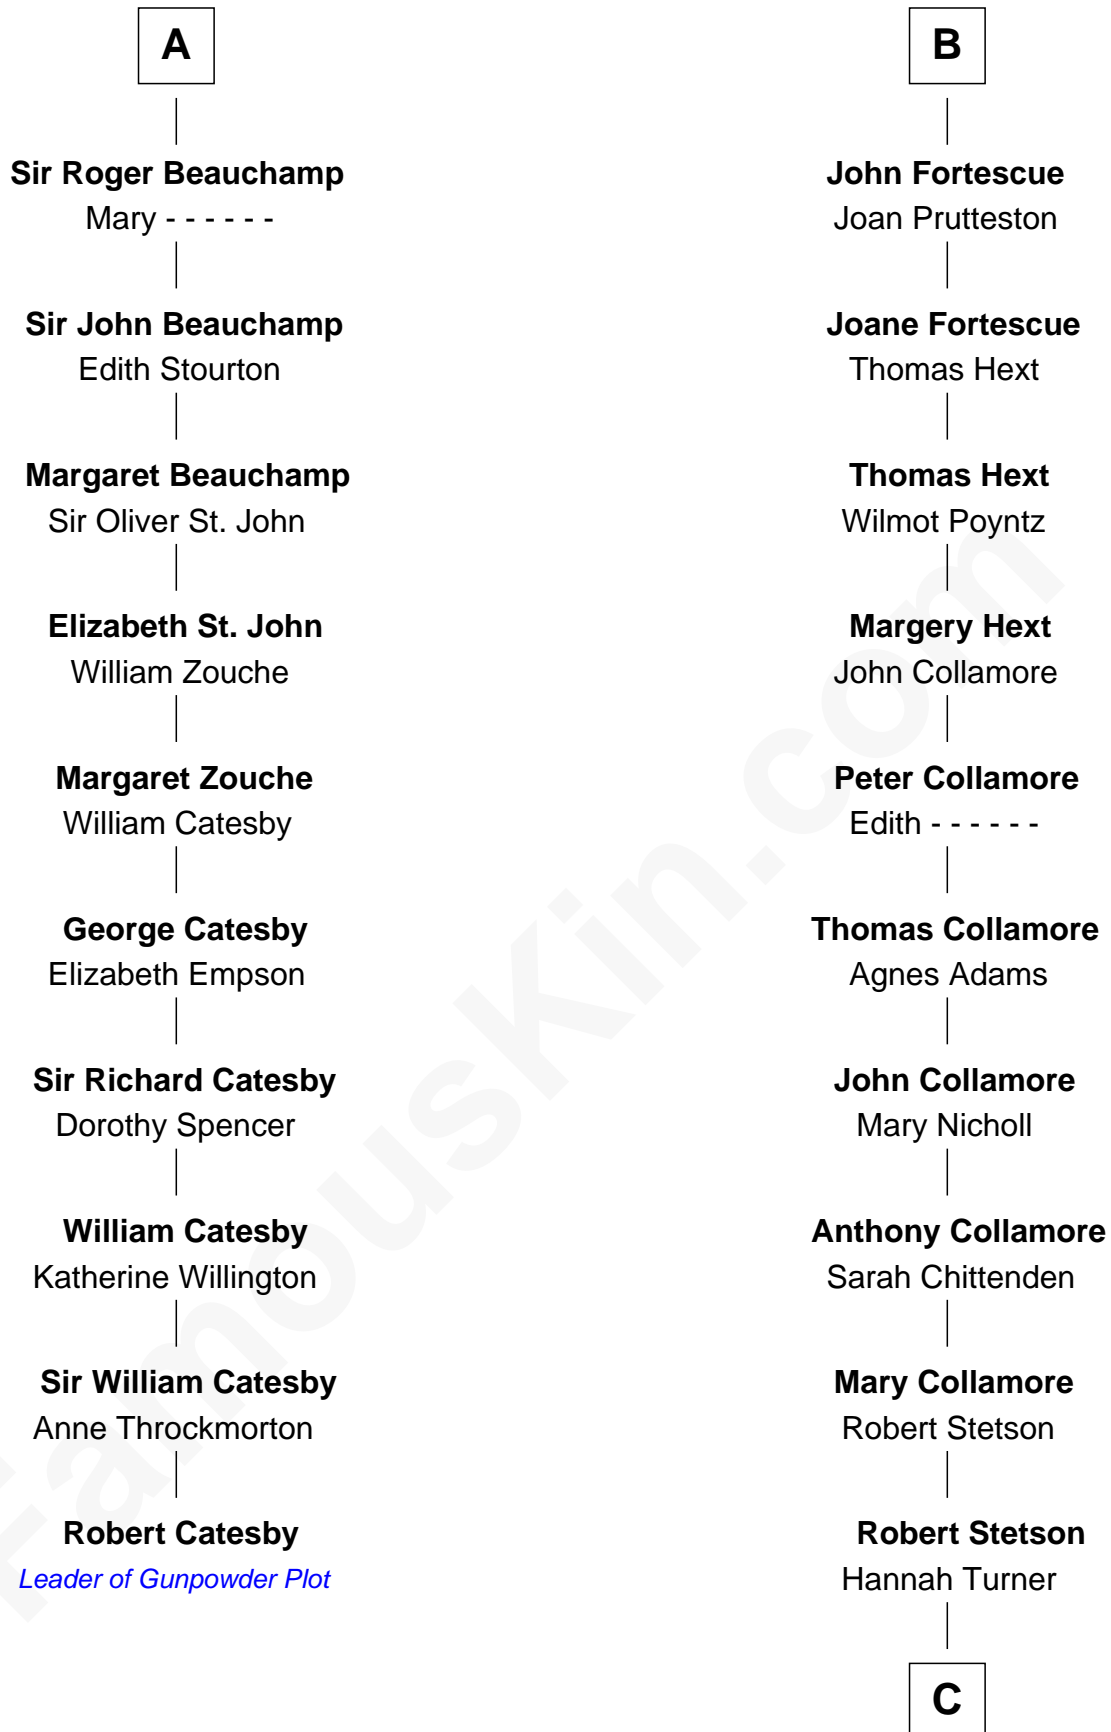 A
Sir Roger Beauchamp
Mary - - - - - -
Sir John Beauchamp
Edith Stourton
Margaret Beauchamp
Sir Oliver St. John
Elizabeth St. John
William Zouche
Margaret Zouche
William Catesby
George Catesby
Elizabeth Empson
Sir Richard Catesby
Dorothy Spencer
William Catesby
Katherine Willington
Sir William Catesby
Anne Throckmorton
Robert Catesby
Leader of Gunpowder Plot
B
John Fortescue
Joan Prutteston
Joane Fortescue
Thomas Hext
Thomas Hext
Wilmot Poyntz
Margery Hext
John Collamore
Peter Collamore
Edith - - - - - -
Thomas Collamore
Agnes Adams
John Collamore
Mary Nicholl
Anthony Collamore
Sarah Chittenden
Mary Collamore
Robert Stetson
Robert Stetson
Hannah Turner
C
FamousKin.com